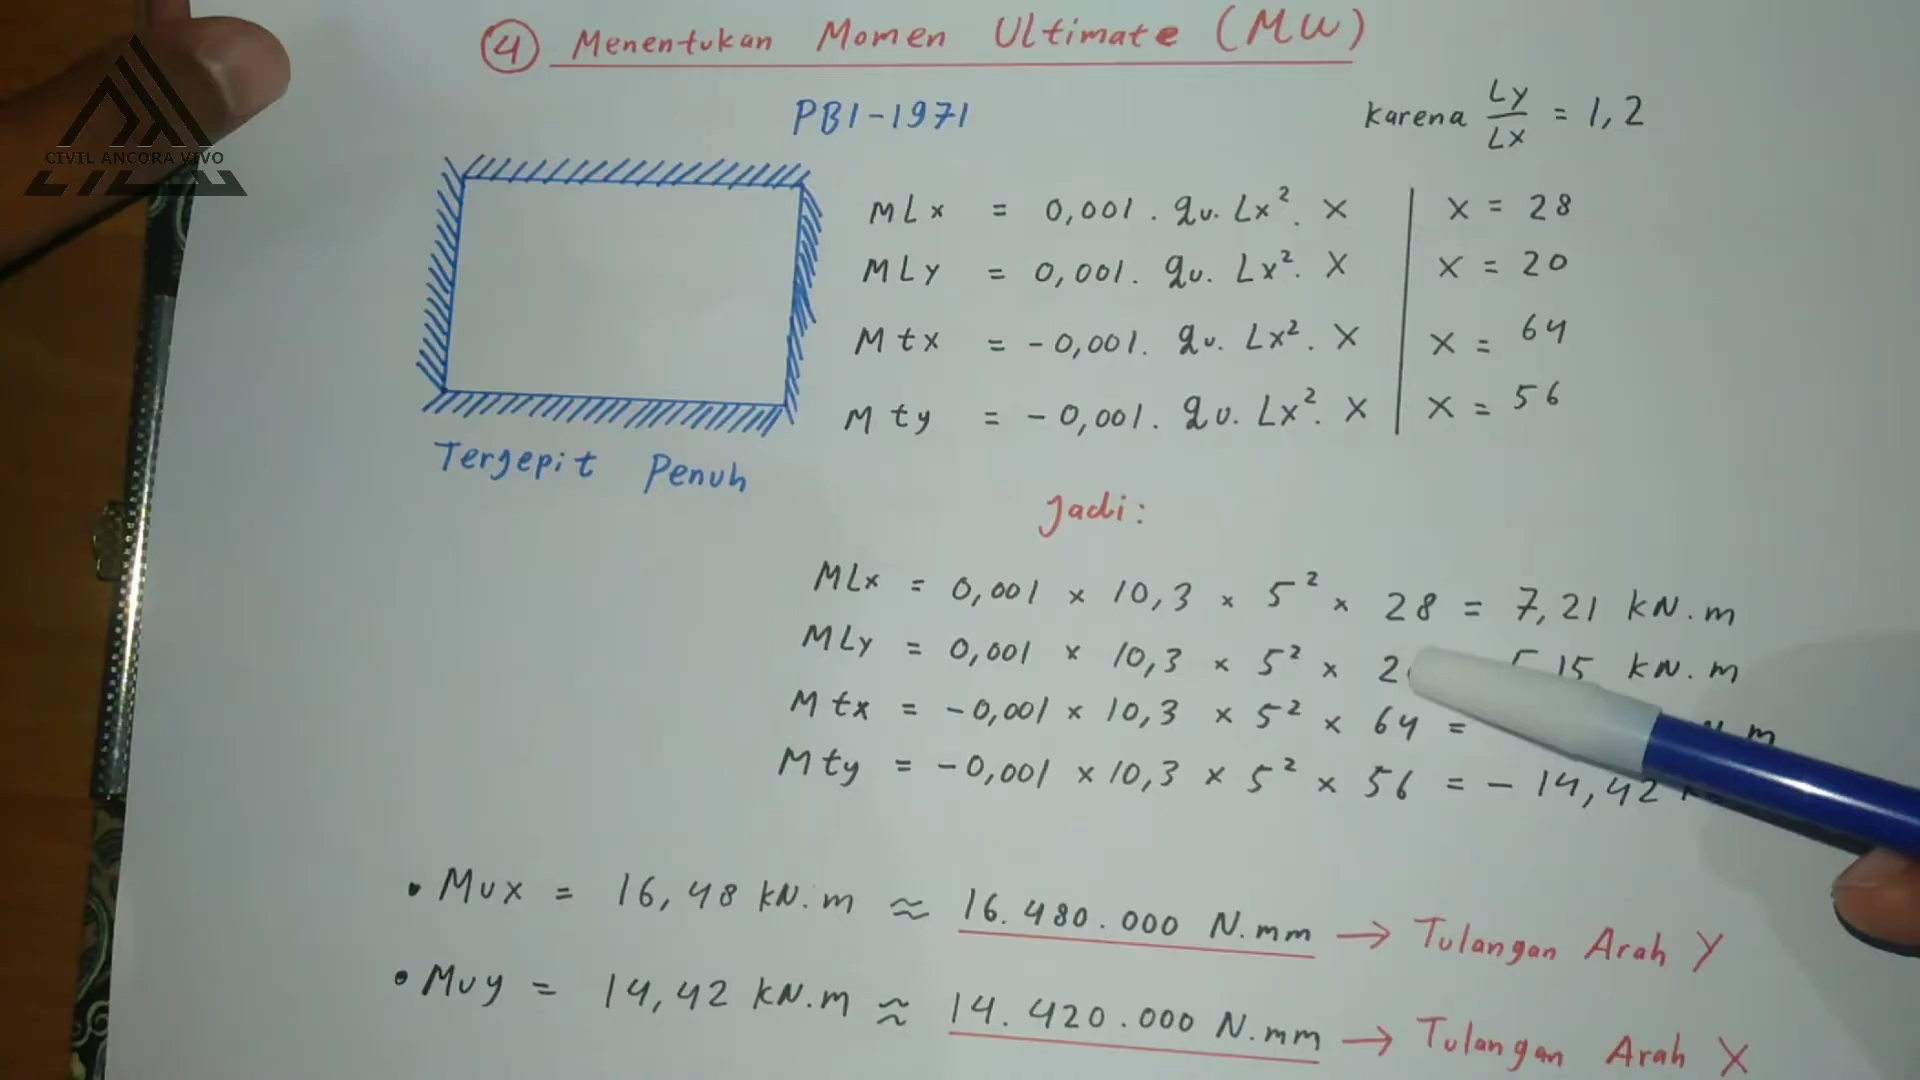 ④ Menentukan Momen Ultimate (MU)
PBI-1971
Karena Ly/Lx = 1,2
CIVIL ANCORA VIVO
MLx = 0,001 . qu. Lx². X | X = 28
MLy = 0,001. qu. Lx². X | X = 20
Mtx = -0,001. qu. Lx². X | X = 64
Mty = -0,001. qu. Lx². X | X = 56
Tergepit Penuh
Jadi:
MLx = 0,001 × 10,3 × 5² × 28 = 7,21 kN.m
MLy = 0,001 × 10,3 × 5² × 2 15 kN.m
Mtx = -0,001 × 10,3 × 5² × 64 = m
Mty = -0,001 × 10,3 × 5² × 56 = - 14,42
• Mux = 16,48 kN.m ≈ 16.480.000 N.mm → Tulangan Arah Y
• Muy = 14,42 kN.m ≈ 14.420.000 N.mm → Tulangan Arah X